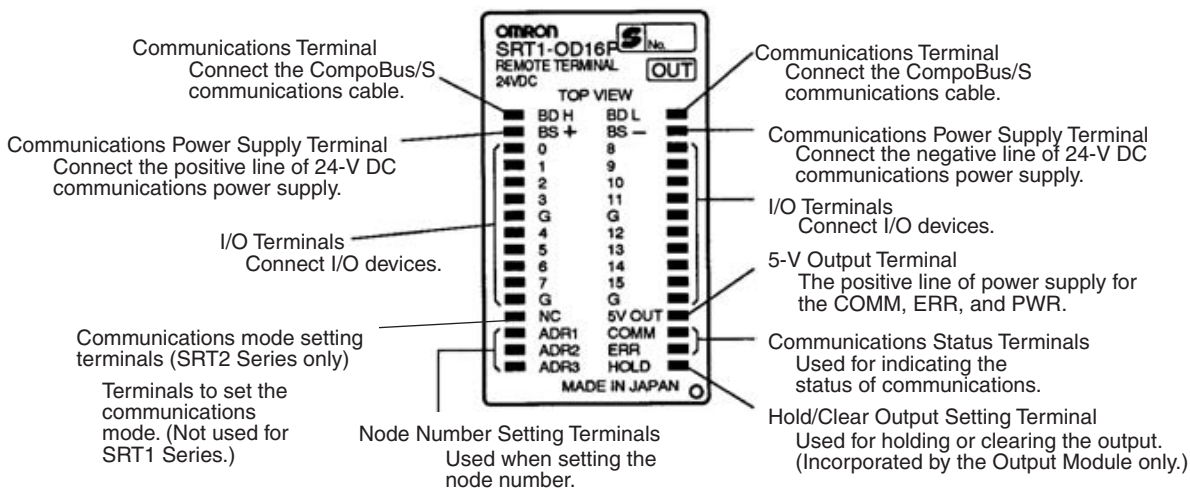 Communications Terminal
Connect the CompoBus/S
communications cable.
Communications Power Supply Terminal
Connect the positive line of 24-V DC
communications power supply.
I/O Terminals
Connect I/O devices.
Communications mode setting
terminals (SRT2 Series only)
Terminals to set the
communications
mode. (Not used for
SRT1 Series.)
Node Number Setting Terminals
Used when setting the
node number.
OMRON
S No.
SRT1-OD16P
REMOTE TERMINAL
24VDC
OUT
TOP VIEW
BD H BD L
BS + BS −
0 8
1 9
2 10
3 11
G G
4 12
5 13
6 14
7 15
G G
NC 5V OUT
ADR1 COMM
ADR2 ERR
ADR3 HOLD
MADE IN JAPAN
Communications Terminal
Connect the CompoBus/S
communications cable.
Communications Power Supply Terminal
Connect the negative line of 24-V DC
communications power supply.
I/O Terminals
Connect I/O devices.
5-V Output Terminal
The positive line of power supply for
the COMM, ERR, and PWR.
Communications Status Terminals
Used for indicating the
status of communications.
Hold/Clear Output Setting Terminal
Used for holding or clearing the output.
(Incorporated by the Output Module only.)